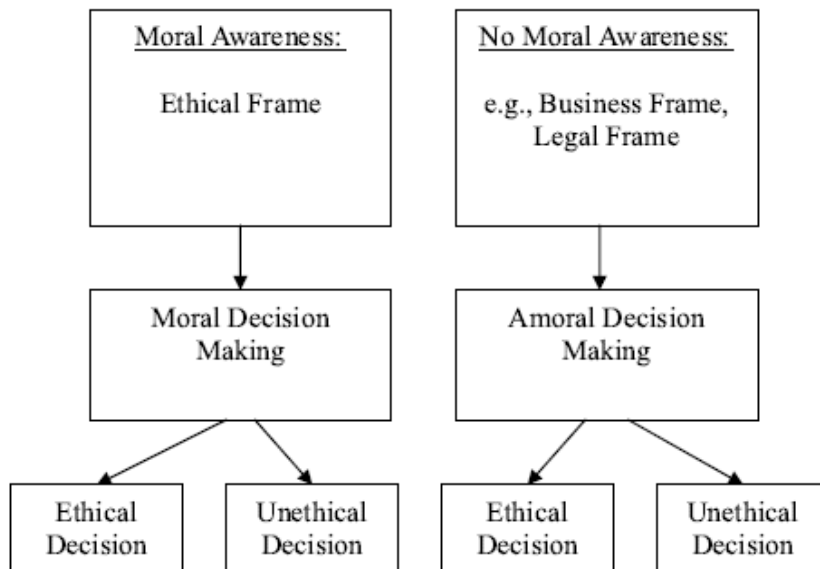 Moral Awareness:
Ethical Frame
No Moral Awareness:
e.g., Business Frame,
Legal Frame
Moral Decision
Making
Amoral Decision
Making
Ethical
Decision
Unethical
Decision
Ethical
Decision
Unethical
Decision